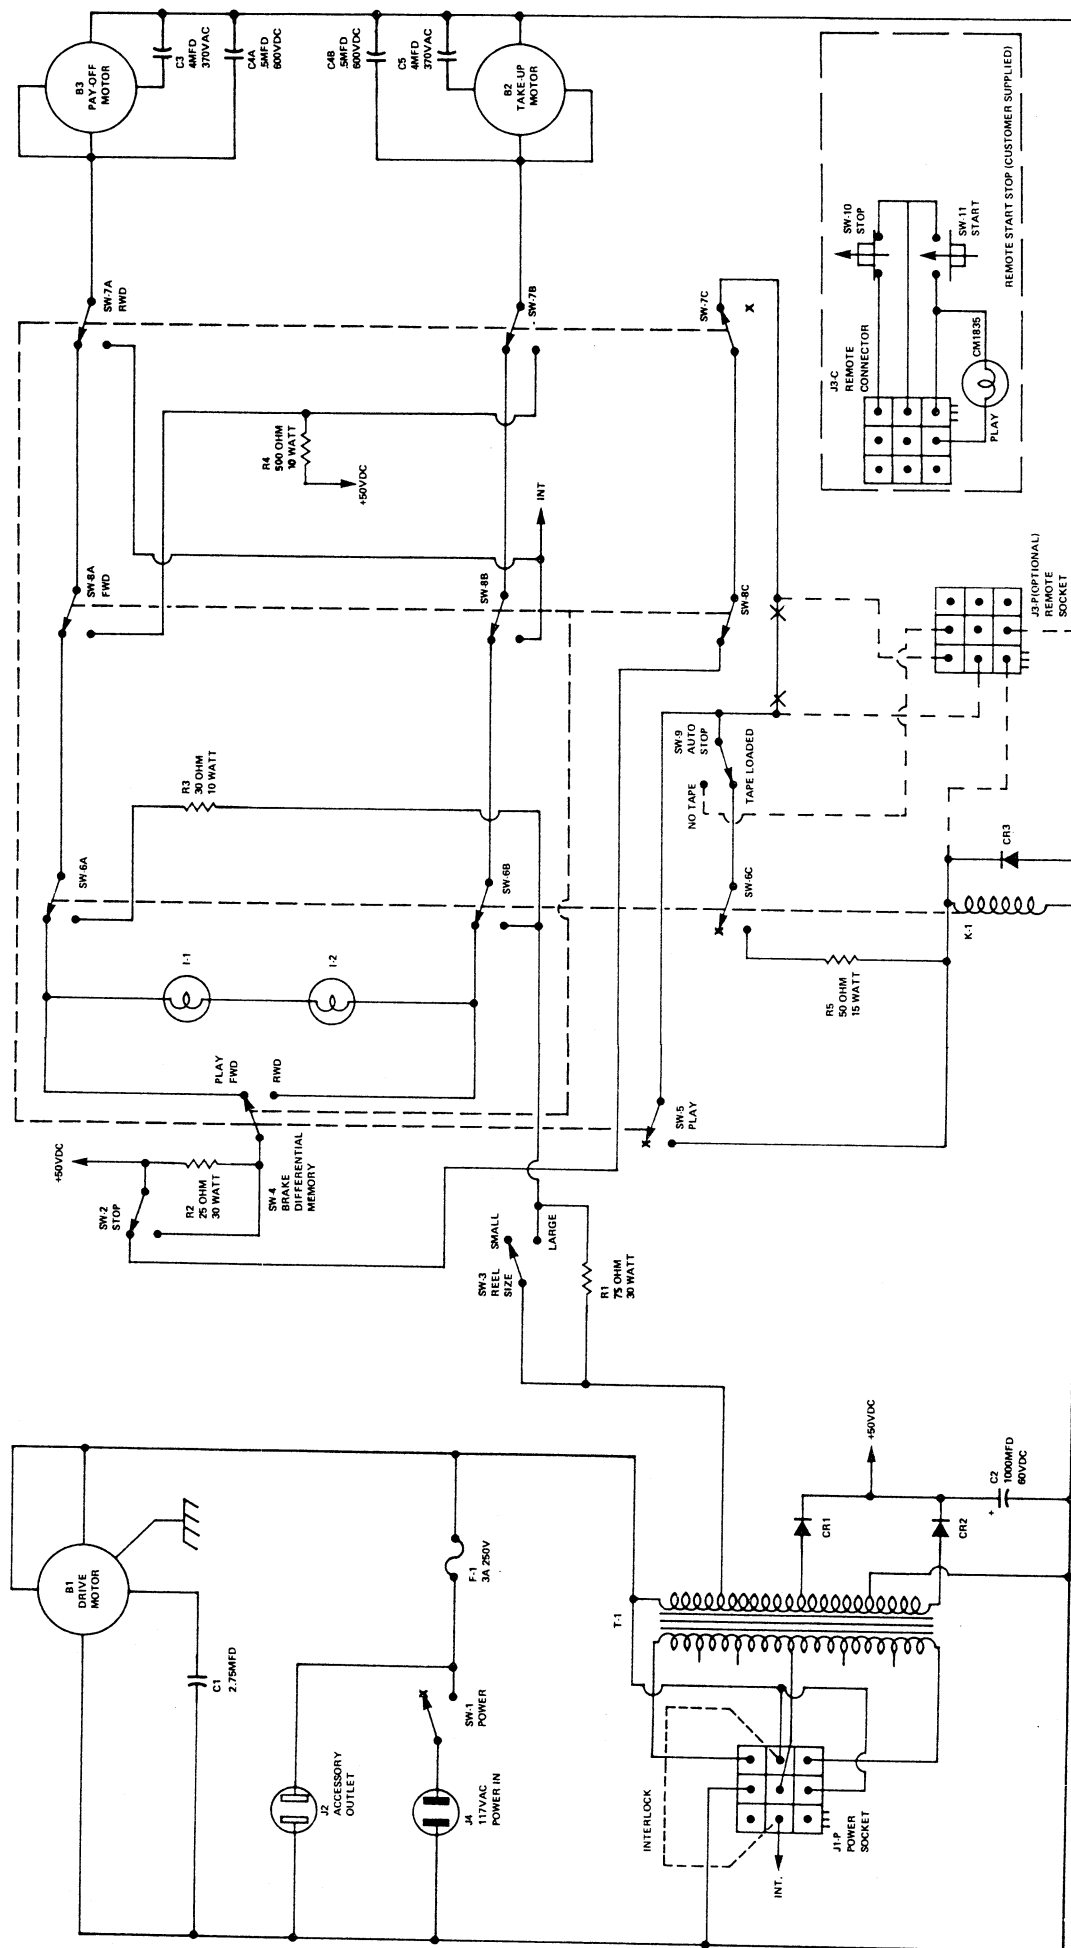 B3
PAY-OFF
MOTOR
C3
4MFD
370VAC
C4A
.5MFD
600VDC
C4B
.5MFD
600VDC
C5
4MFD
370VAC
B2
TAKE-UP
MOTOR
SW-7A
RWD
SW-7B
SW-7C
X
R4
500 OHM
10 WATT
+50VDC
INT
SW-8A
FWD
SW-8B
SW-8C
SW-10
STOP
SW-11
START
J3-C
REMOTE
CONNECTOR
CM1835
PLAY
REMOTE START STOP (CUSTOMER SUPPLIED)
J3-P(OPTIONAL)
REMOTE
SOCKET
SW-9
AUTO
STOP
NO TAPE
TAPE LOADED
R3
30 OHM
10 WATT
SW-6A
SW-6B
SW-6C
X
CR3
K-1
R5
50 OHM
15 WATT
I-1
I-2
PLAY
FWD
RWD
SW-4
BRAKE
DIFFERENTIAL
MEMORY
+50VDC
R2
25 OHM
30 WATT
SW-2
STOP
SW-5
PLAY
X
SW-3
REEL
SIZE
SMALL
LARGE
R1
75 OHM
30 WATT
B1
DRIVE
MOTOR
C1
2.75MFD
F-1
3A 250V
J2
ACCESSORY
OUTLET
SW-1
POWER
X
J4
117VAC
POWER IN
T-1
CR1
CR2
+50VDC
+
C2
1000MFD
60VDC
INTERLOCK
INT.
J1-P
POWER
SOCKET